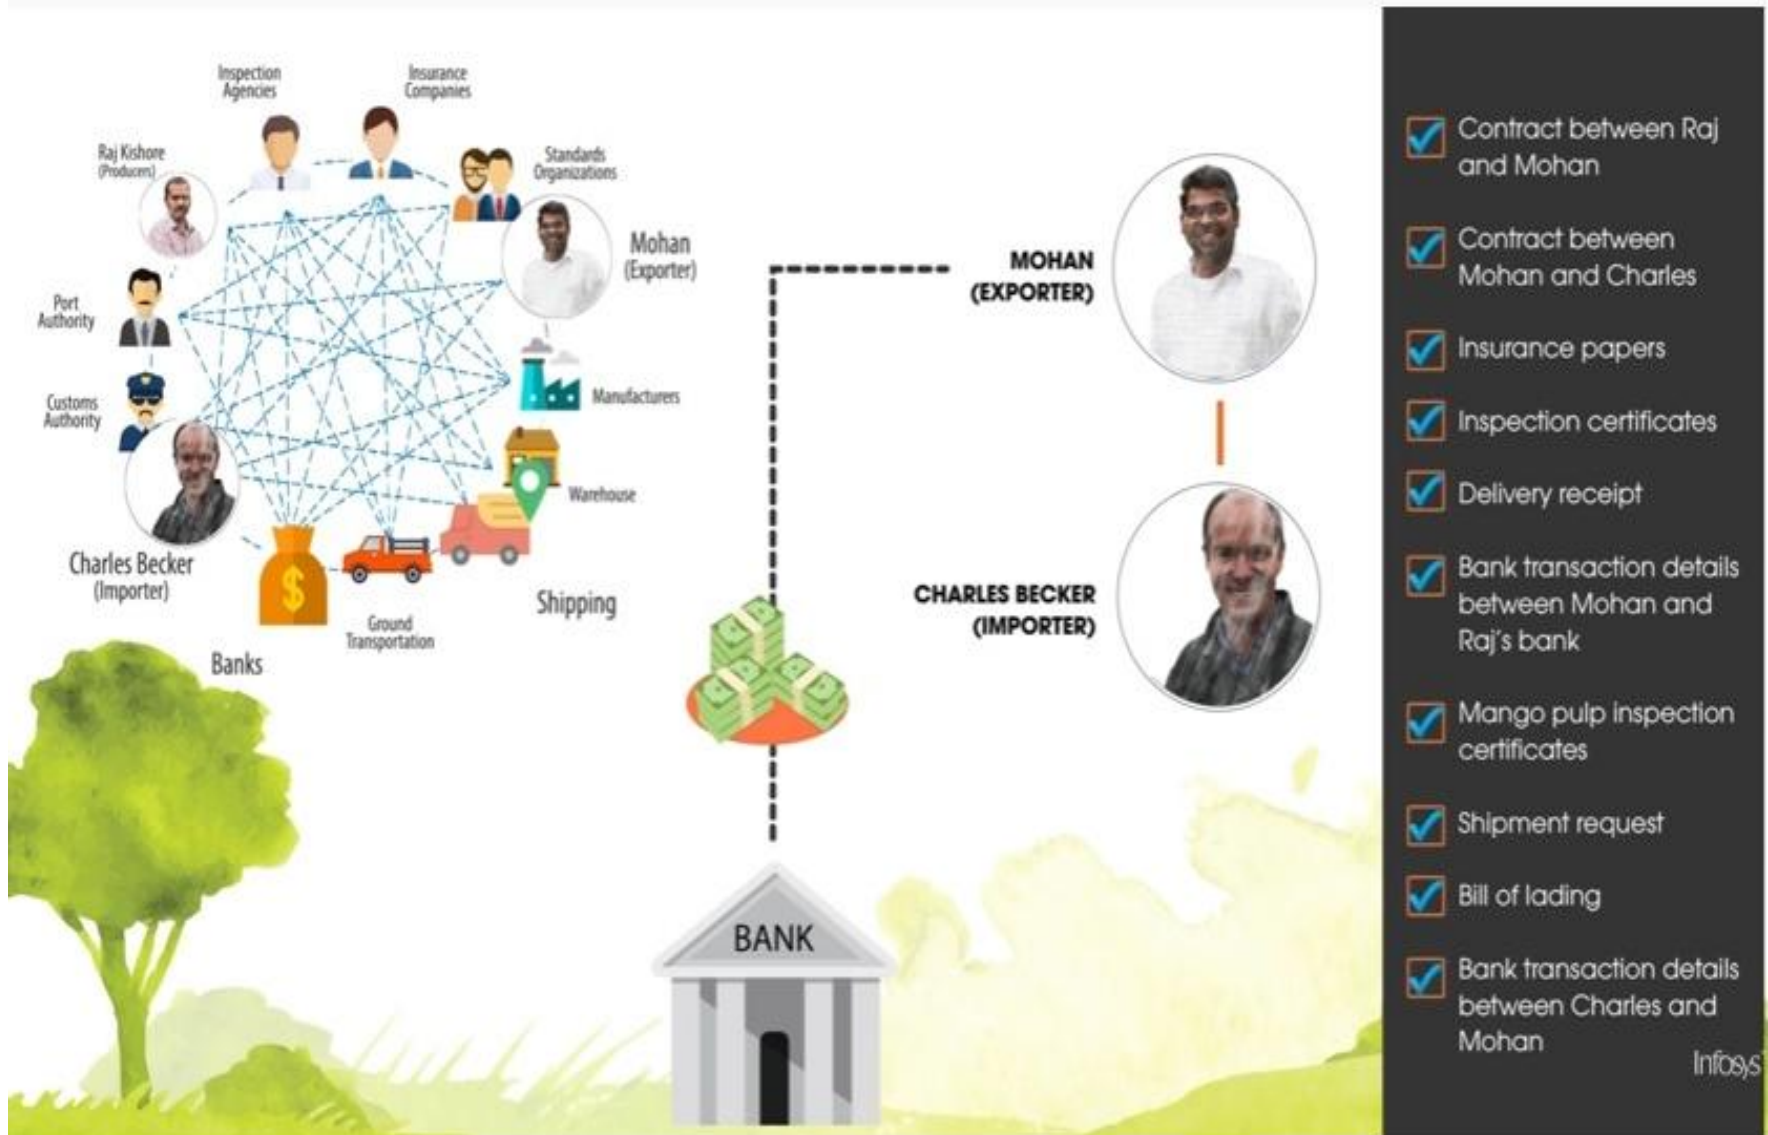 Inspection
Agencies
Insurance
Companies
Raj Kishore
(Producers)
Standards
Organizations
Mohan
(Exporter)
Port
Authority
Customs
Authority
Manufacturers
Warehouse
Charles Becker
(Importer)
Shipping
Ground
Transportation
Banks
$
MOHAN
(EXPORTER)
CHARLES BECKER
(IMPORTER)
BANK
Contract between Raj
and Mohan
Contract between
Mohan and Charles
Insurance papers
Inspection certificates
Delivery receipt
Bank transaction details
between Mohan and
Raj's bank
Mango pulp inspection
certificates
Shipment request
Bill of lading
Bank transaction details
between Charles and
Mohan
Infosys